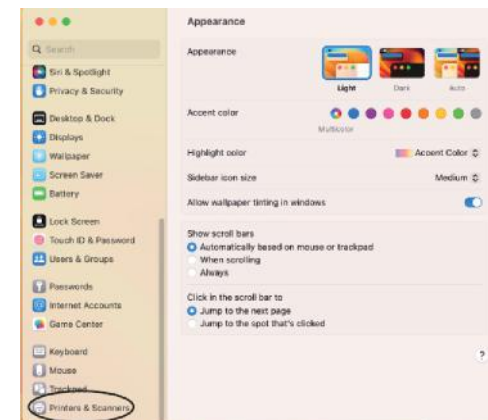 Appearance
Search
Siri & Spotlight
Privacy & Security
Desktop & Dock
Displays
Wallpaper
Screen Saver
Battery
Lock Screen
Touch ID & Password
Users & Groups
Passwords
Internet Accounts
Game Center
Keyboard
Mouse
Trackpad
Printers & Scanners
Appearance
Light
Dark
Auto
Accent color
Multicolor
Highlight color
Accent Color
Sidebar icon size
Medium
Allow wallpaper tinting in windows
Show scroll bars
Automatically based on mouse or trackpad
When scrolling
Always
Click in the scroll bar to
Jump to the next page
Jump to the spot that's clicked
?